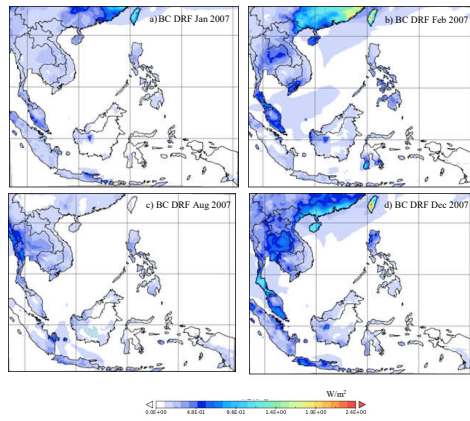 a) BC DRF Jan 2007
b) BC DRF Feb 2007
c) BC DRF Aug 2007
d) BC DRF Dec 2007
W/m²
0.0E+00 4.8E-01 9.6E-01 1.4E+00 1.9E+00 2.4E+00